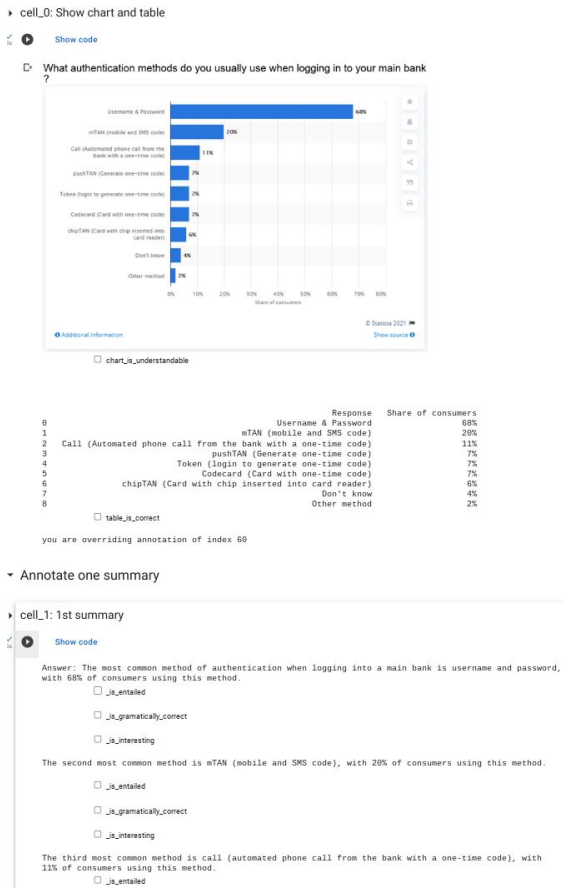 cell_0: Show chart and table
Show code
What authentication methods do you usually use when logging in to your main bank
?
Username & Password
68%
mTAN (mobile and SMS code)
20%
Call (Automated phone call from the
bank with a one-time code)
11%
pushTAN (Generate one-time code)
7%
Token (login to generate one-time code)
7%
Codecard (Card with one-time code)
7%
chipTAN (Card with chip inserted into
card reader)
6%
Don't know
4%
Other method
2%
0% 10% 20% 30% 40% 50% 60% 70% 80%
Share of consumers
© Statista 2021
Additional Information
Show source
chart_is_understandable
Response Share of consumers
0 Username & Password 68%
1 mTAN (mobile and SMS code) 20%
2 Call (Automated phone call from the bank with a one-time code) 11%
3 pushTAN (Generate one-time code) 7%
4 Token (login to generate one-time code) 7%
5 Codecard (Card with one-time code) 7%
6 chipTAN (Card with chip inserted into card reader) 6%
7 Don't know 4%
8 Other method 2%
table_is_correct
you are overriding annotation of index 60
Annotate one summary
cell_1: 1st summary
Show code
Answer: The most common method of authentication when logging into a main bank is username and password,
with 68% of consumers using this method.
_is_entailed
_is_gramatically_correct
_is_interesting
The second most common method is mTAN (mobile and SMS code), with 20% of consumers using this method.
_is_entailed
_is_gramatically_correct
_is_interesting
The third most common method is call (automated phone call from the bank with a one-time code), with
11% of consumers using this method.
_is_entailed